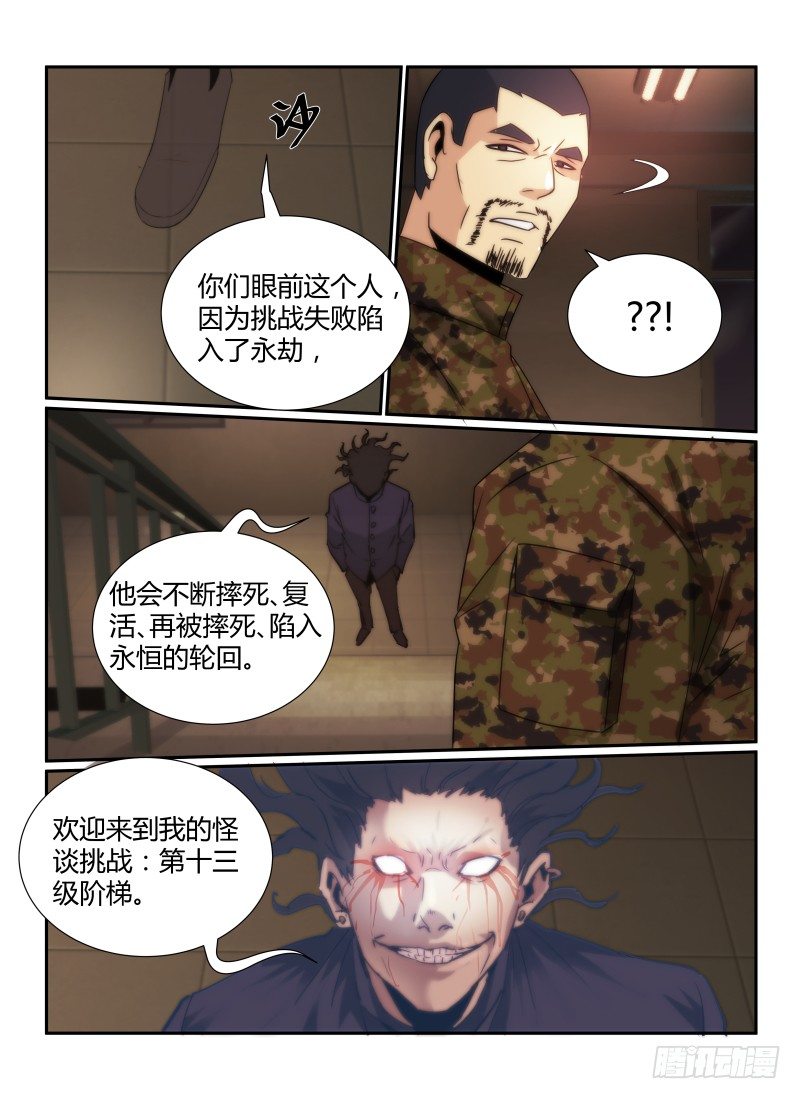 沙
你们眼前这个人，
因为挑战失败陷
入了永劫，
??!
他会不断摔死、复
活、再被摔死、陷入
永恒的轮回。
欢迎来到我的怪
谈挑战：第十三
级阶梯。
腾讯动漫